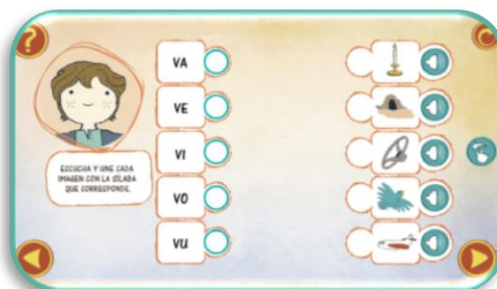 ?
VA
VE
VI
VO
VU
ESCUCHA Y UNE CADA
IMAGEN CON LA SÍLABA
QUE CORRESPONDE.